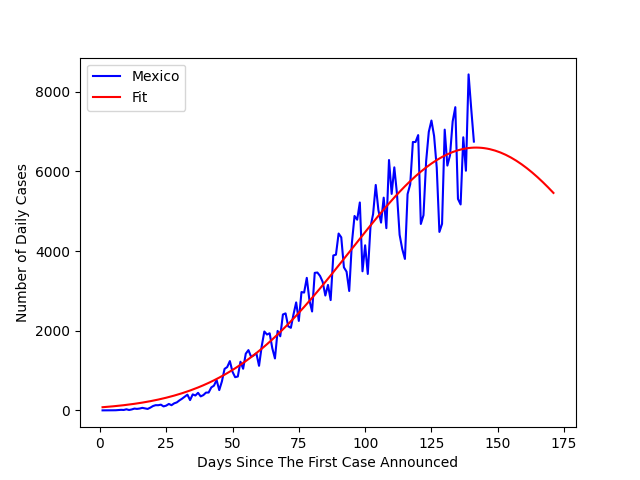 Mexico
Fit
8000
6000
4000
2000
0
Number of Daily Cases
0 25 50 75 100 125 150 175
Days Since The First Case Announced